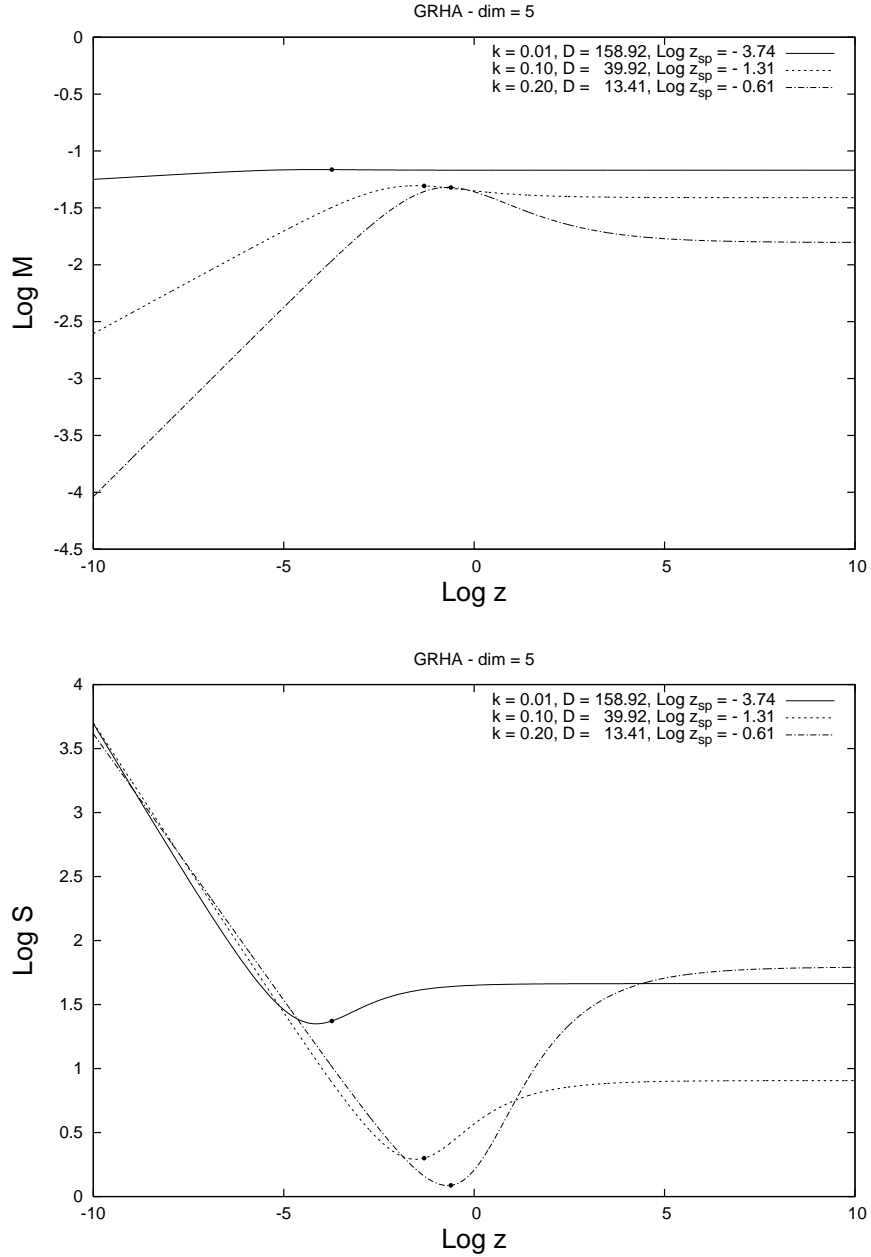 GRHA - dim = 5
k = 0.01, D = 158.92, Log z_sp = - 3.74
k = 0.10, D = 39.92, Log z_sp = - 1.31
k = 0.20, D = 13.41, Log z_sp = - 0.61
0
-0.5
-1
-1.5
-2
-2.5
-3
-3.5
-4
-4.5
Log M
-10
-5
0
5
10
Log z
GRHA - dim = 5
k = 0.01, D = 158.92, Log z_sp = - 3.74
k = 0.10, D = 39.92, Log z_sp = - 1.31
k = 0.20, D = 13.41, Log z_sp = - 0.61
4
3.5
3
2.5
2
1.5
1
0.5
0
Log S
-10
-5
0
5
10
Log z